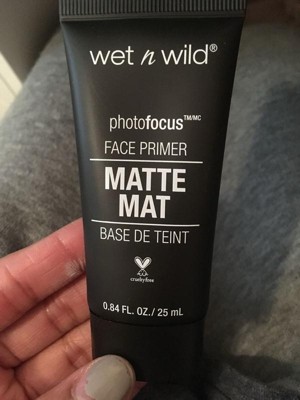 wet n wild®
photofocus™/MC
FACE PRIMER
MATTE
MAT
BASE DE TEINT
crueltyfree
0.84 FL. OZ./25 mL